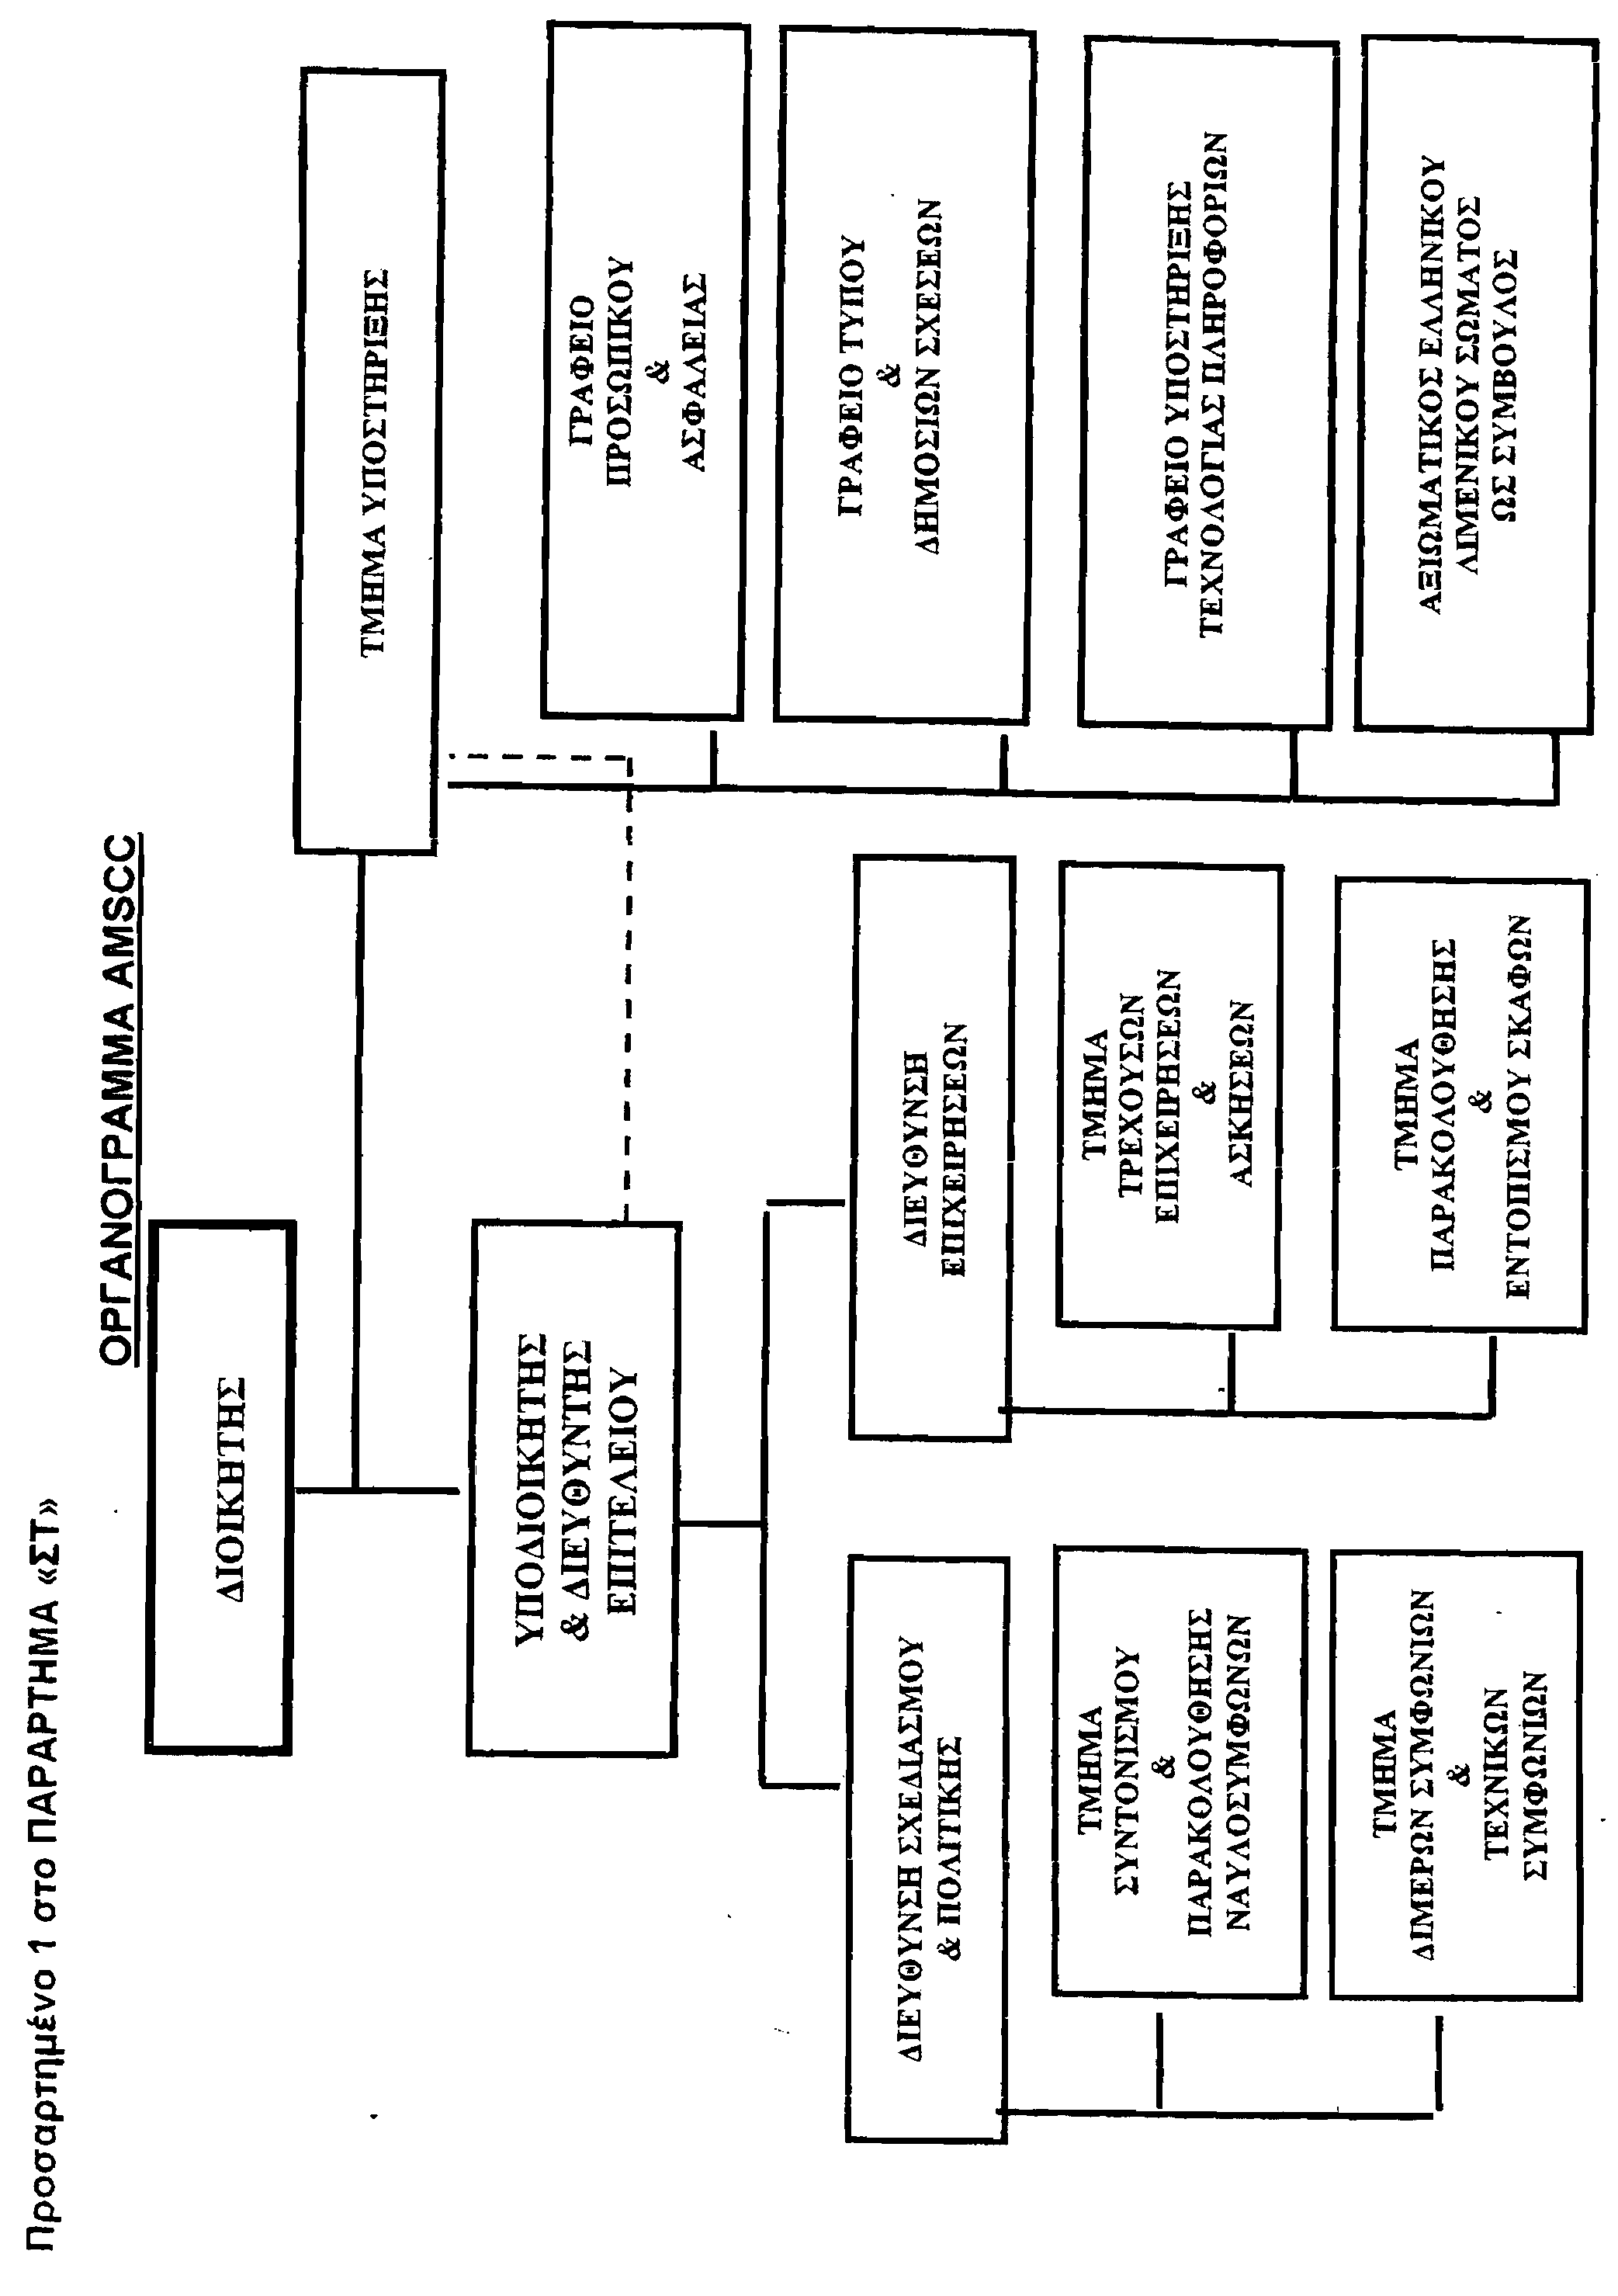 Προσαρτημένο 1 στο ΠΑΡΑΡΤΗΜΑ «ΣΤ»
ΟΡΓΑΝΟΓΡΑΜΜΑ AMSCC
ΔΙΟΙΚΗΤΗΣ
ΤΜΗΜΑ ΥΠΟΣΤΗΡΙΞΗΣ
ΥΠΟΔΙΟΙΚΗΤΗΣ
& ΔΙΕΥΘΥΝΤΗΣ
ΕΠΙΤΕΛΕΙΟΥ
ΔΙΕΥΘΥΝΣΗ ΣΧΕΔΙΑΣΜΟΥ
& ΠΟΛΙΤΙΚΗΣ
ΤΜΗΜΑ
ΣΥΝΤΟΝΙΣΜΟΥ
&
ΠΑΡΑΚΟΛΟΥΘΗΣΗΣ
ΝΑΥΛΟΣΥΜΦΩΝΩΝ
ΤΜΗΜΑ
ΔΙΜΕΡΩΝ ΣΥΜΦΩΝΙΩΝ
&
ΤΕΧΝΙΚΩΝ
ΣΥΜΦΩΝΙΩΝ
ΔΙΕΥΘΥΝΣΗ
ΕΠΙΧΕΙΡΗΣΕΩΝ
ΤΜΗΜΑ
ΤΡΕΧΟΥΣΩΝ
ΕΠΙΧΕΙΡΗΣΕΩΝ
&
ΑΣΚΗΣΕΩΝ
ΤΜΗΜΑ
ΠΑΡΑΚΟΛΟΥΘΗΣΗΣ
&
ΕΝΤΟΠΙΣΜΟΥ ΣΚΑΦΩΝ
ΓΡΑΦΕΙΟ
ΠΡΟΣΩΠΙΚΟΥ
&
ΑΣΦΑΛΕΙΑΣ
ΓΡΑΦΕΙΟ ΤΥΠΟΥ
&
ΔΗΜΟΣΙΩΝ ΣΧΕΣΕΩΝ
ΓΡΑΦΕΙΟ ΥΠΟΣΤΗΡΙΞΗΣ
ΤΕΧΝΟΛΟΓΙΑΣ ΠΛΗΡΟΦΟΡΙΩΝ
ΑΞΙΩΜΑΤΙΚΟΣ ΕΛΛΗΝΙΚΟΥ
ΛΙΜΕΝΙΚΟΥ ΣΩΜΑΤΟΣ
ΩΣ ΣΥΜΒΟΥΛΟΣ